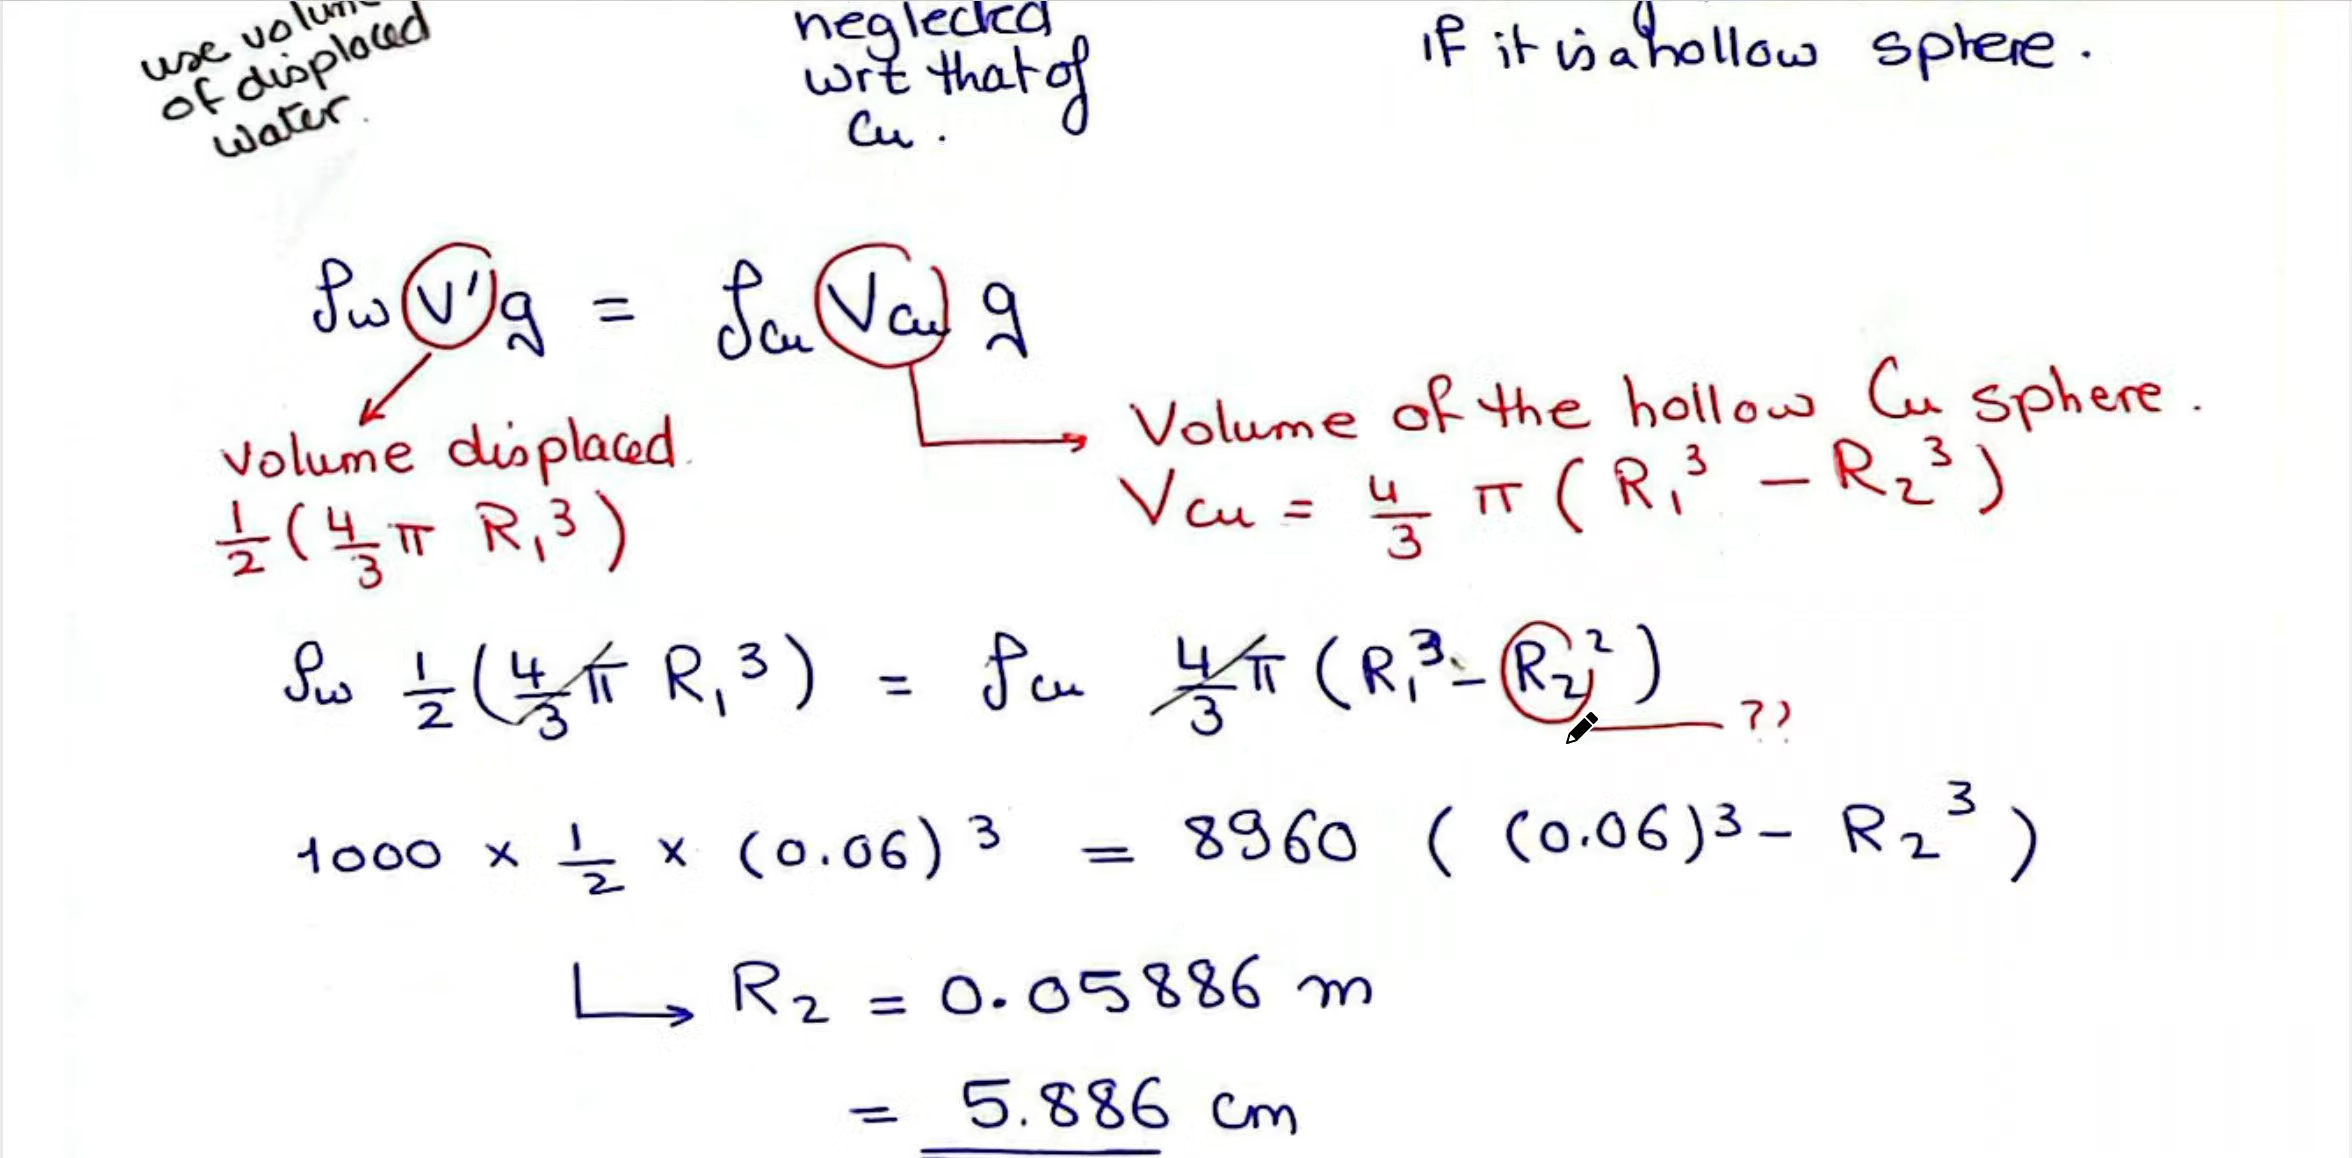 use volum
of displaced
water.
neglected
wrt that of
Cu.
if it is a hollow sphere.
ρw V' g = ρcu Vcu g
Volume displaced.
1/2 (4/3 π R₁³)
Volume of the hollow Cu sphere.
Vcu = 4/3 π (R₁³ − R₂³)
ρw 1/2 (4/3 π R₁³) = ρcu 4/3 π (R₁³ − R₂²)
??
1000 × 1/2 × (0.06)³ = 8960 ((0.06)³ − R₂³)
↳ R₂ = 0.05886 m
= 5.886 cm